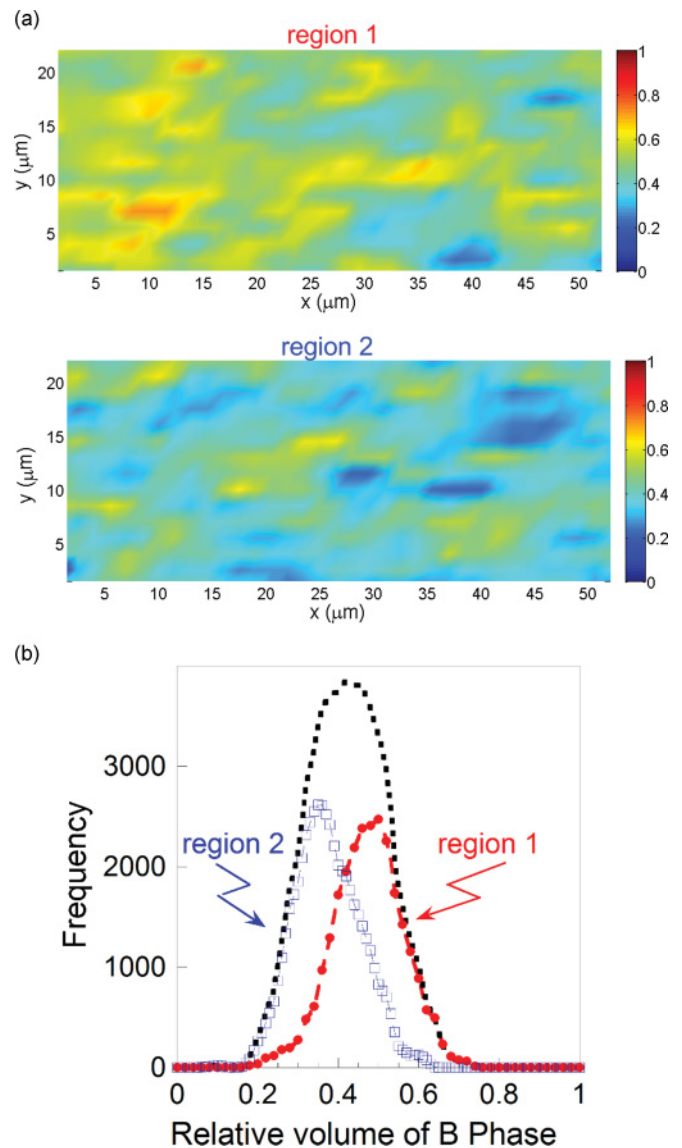 (a)
region 1
y (μm)
20
15
10
5
5 10 15 20 25 30 35 40 45 50
x (μm)
1
0.8
0.6
0.4
0.2
0
region 2
y (μm)
20
15
10
5
5 10 15 20 25 30 35 40 45 50
x (μm)
1
0.8
0.6
0.4
0.2
0
(b)
Frequency
3000
2000
1000
0
region 2
region 1
0 0.2 0.4 0.6 0.8 1
Relative volume of B Phase